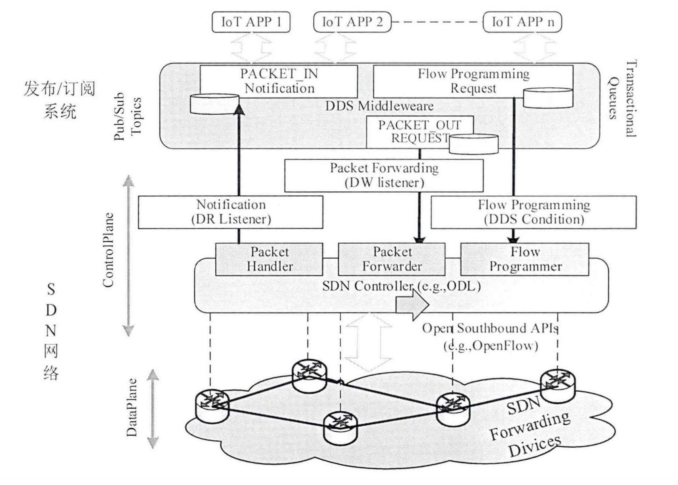 IoT APP 1
IoT APP 2
IoT APP n
发布/订阅
系统
Pub/Sub
Topics
PACKET_IN
Notification
Flow Programming
Request
DDS Middleware
PACKET_OUT
REQUEST
Transactional
Queues
Packet Forwarding
(DW listener)
Notification
(DR Listener)
Flow Programming
(DDS Condition)
ControlPlane
Packet
Handler
Packet
Forwarder
Flow
Programmer
SDN Controller (e.g.,ODL)
S
D
N
网
络
Open Southbound APIs
(e.g.,OpenFlow)
DataPlane
SDN
Forwarding
Divices